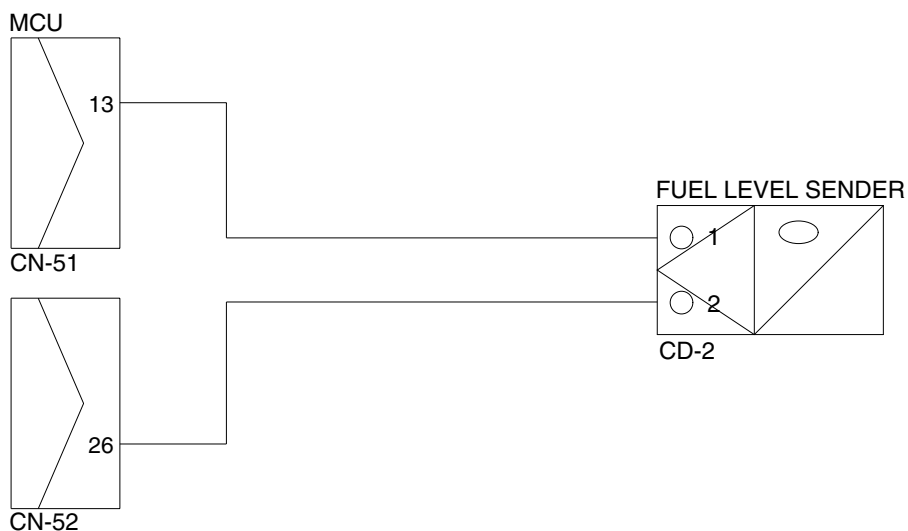 MCU
13
CN-51
FUEL LEVEL SENDER
1
2
CD-2
26
CN-52